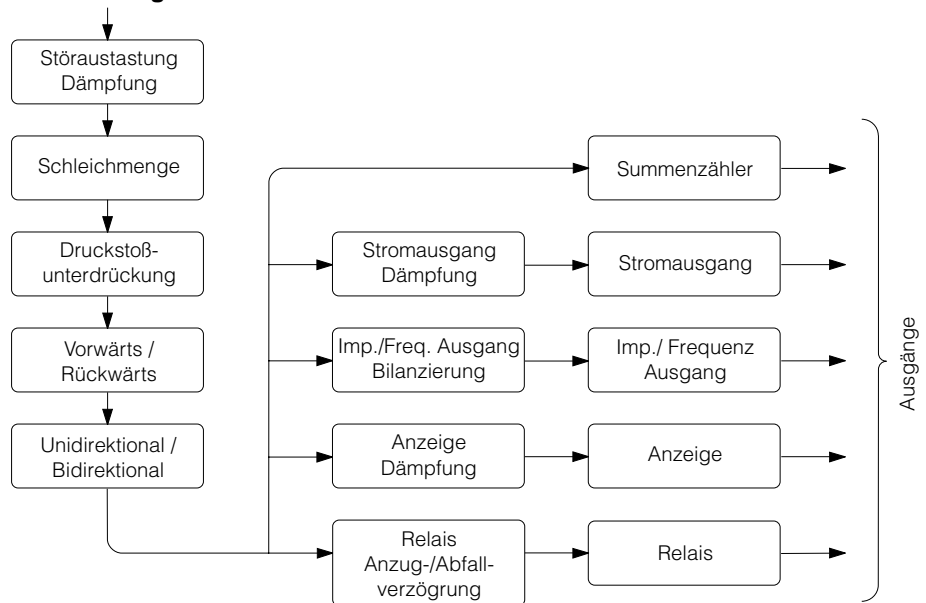 Störaustastung
Dämpfung
Schleichmenge
Druckstoß-
unterdrückung
Vorwärts /
Rückwärts
Unidirektional /
Bidirektional
Summenzähler
Stromausgang
Dämpfung
Stromausgang
Imp./Freq. Ausgang
Bilanzierung
Imp./ Frequenz
Ausgang
Anzeige
Dämpfung
Anzeige
Relais
Anzug-/Abfall-
verzögrung
Relais
Ausgänge